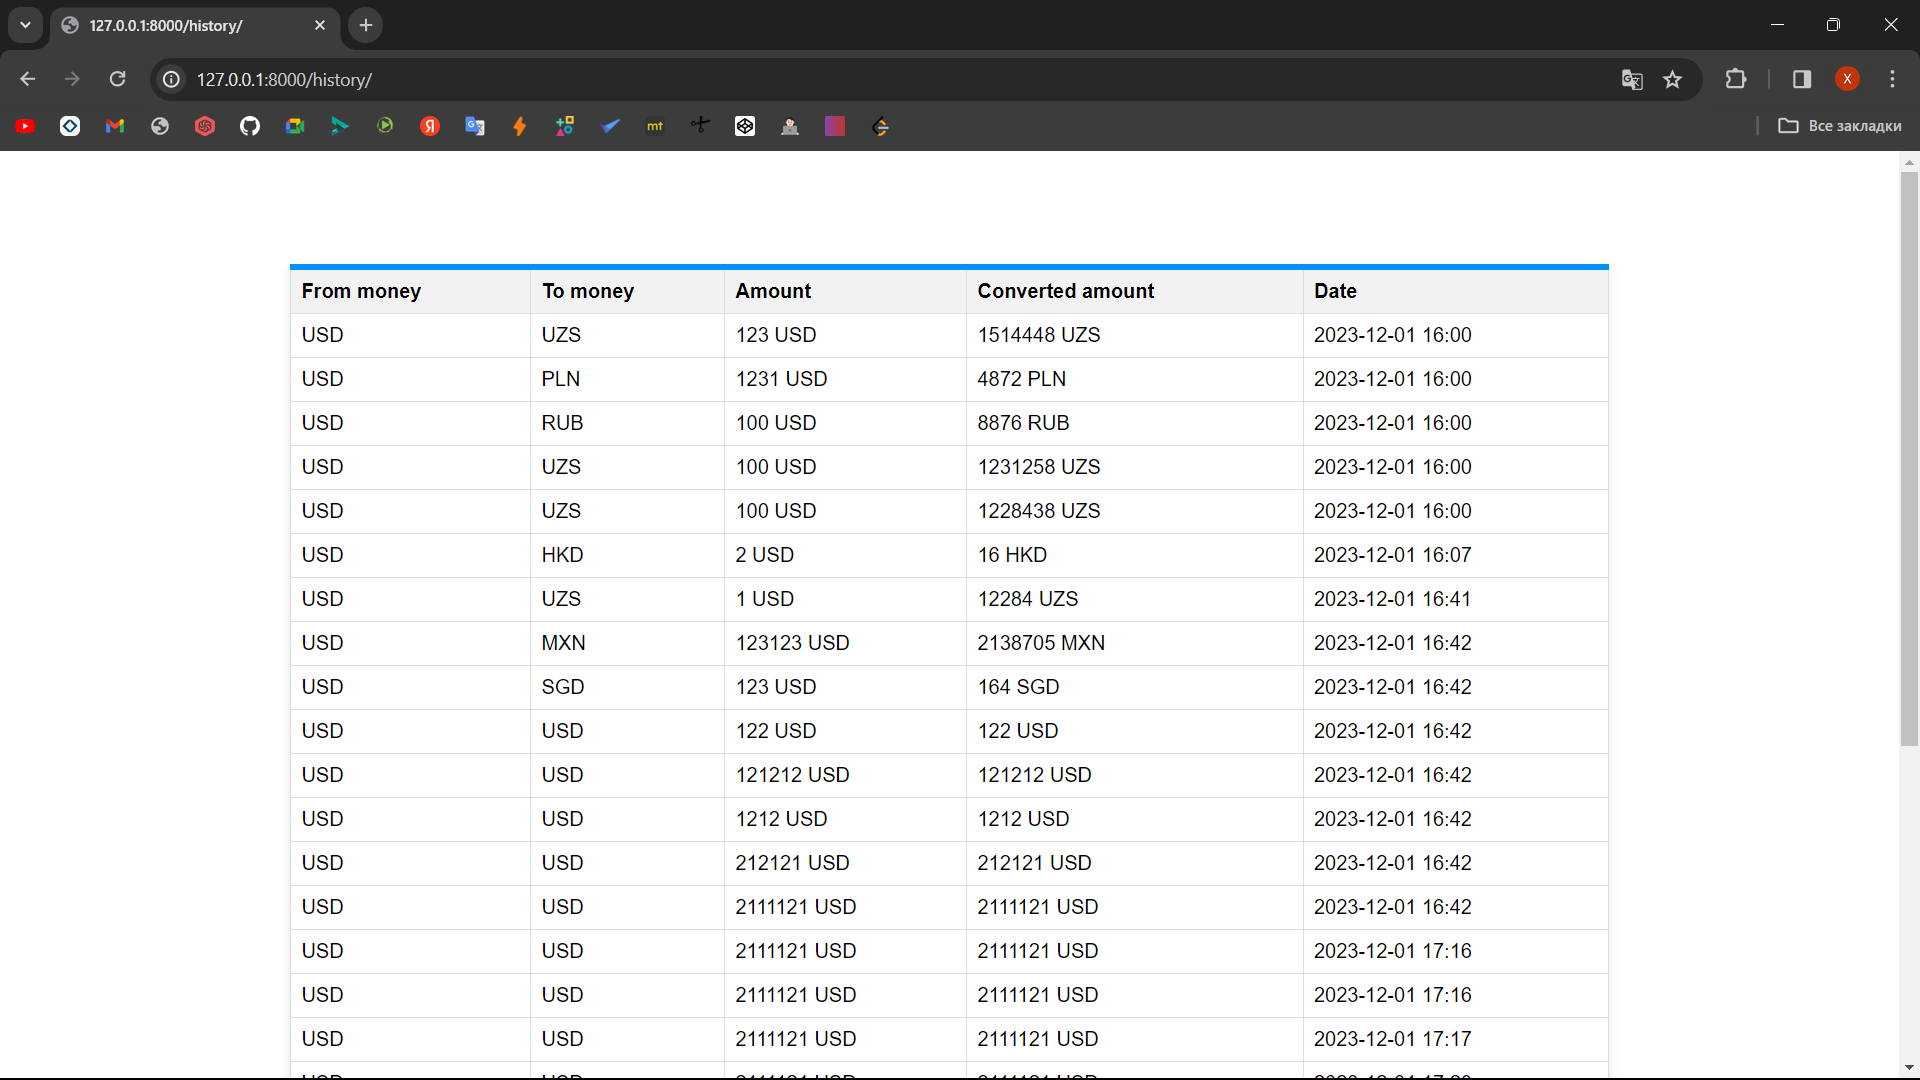 127.0.0.1:8000/history/
127.0.0.1:8000/history/
X
Я
mt
Все закладки
From money To money Amount Converted amount Date
USD UZS 123 USD 1514448 UZS 2023-12-01 16:00
USD PLN 1231 USD 4872 PLN 2023-12-01 16:00
USD RUB 100 USD 8876 RUB 2023-12-01 16:00
USD UZS 100 USD 1231258 UZS 2023-12-01 16:00
USD UZS 100 USD 1228438 UZS 2023-12-01 16:00
USD HKD 2 USD 16 HKD 2023-12-01 16:07
USD UZS 1 USD 12284 UZS 2023-12-01 16:41
USD MXN 123123 USD 2138705 MXN 2023-12-01 16:42
USD SGD 123 USD 164 SGD 2023-12-01 16:42
USD USD 122 USD 122 USD 2023-12-01 16:42
USD USD 121212 USD 121212 USD 2023-12-01 16:42
USD USD 1212 USD 1212 USD 2023-12-01 16:42
USD USD 212121 USD 212121 USD 2023-12-01 16:42
USD USD 2111121 USD 2111121 USD 2023-12-01 16:42
USD USD 2111121 USD 2111121 USD 2023-12-01 17:16
USD USD 2111121 USD 2111121 USD 2023-12-01 17:16
USD USD 2111121 USD 2111121 USD 2023-12-01 17:17